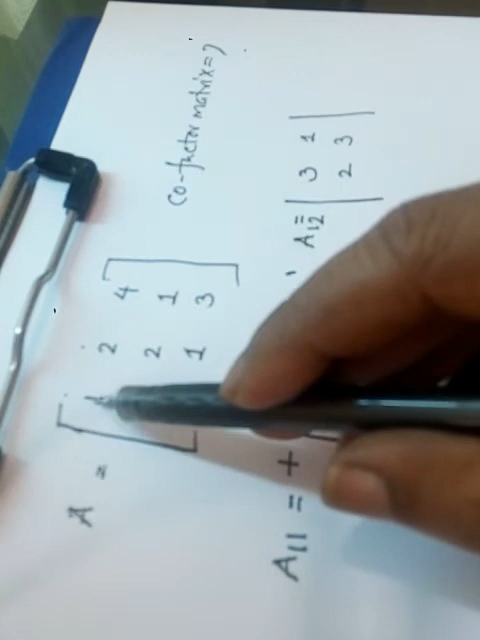 A = [ 2 4 Co-factor matrix = ?
2 1
1 3 ]
A11 = + , A12 = | 3 1 |
| 2 3 |